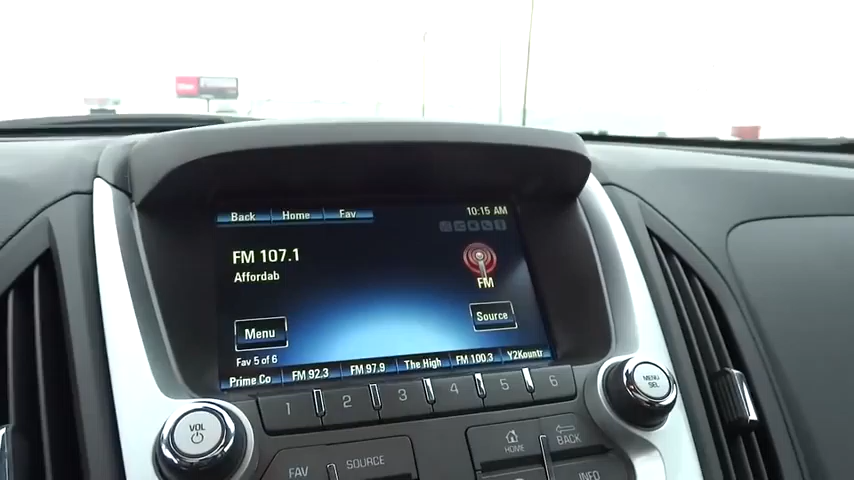 Back Home Fav 10:15 AM
FM 107.1
Affordab
FM
Menu
Source
Fav 5 of 6
Prime Co FM 92.3 FM 97.9 The High FM 100.3 Y2Kountr
1 2 3 4 5 6
VOL
MENU
SEL
FAV SOURCE
HOME
BACK
INFO